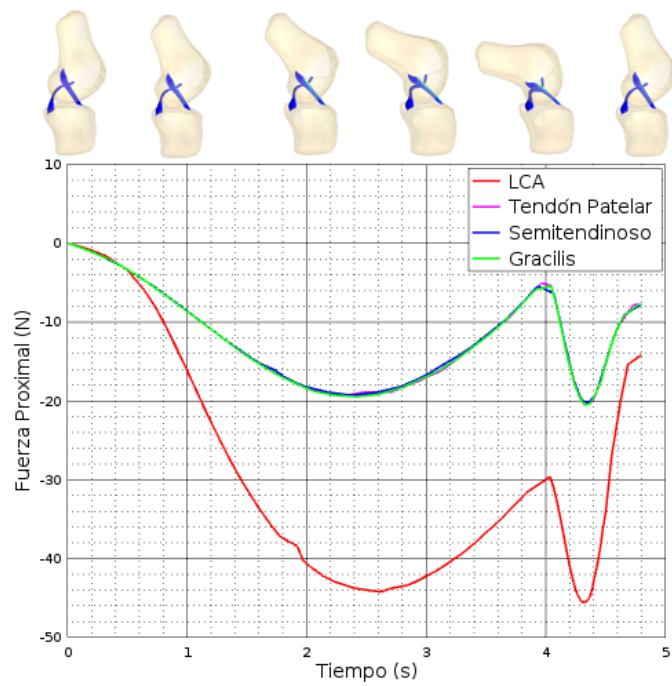 10
0
-10
-20
-30
-40
-50
Fuerza Proximal (N)
LCA
Tendón Patelar
Semitendinoso
Gracilis
0 1 2 3 4 5
Tiempo (s)